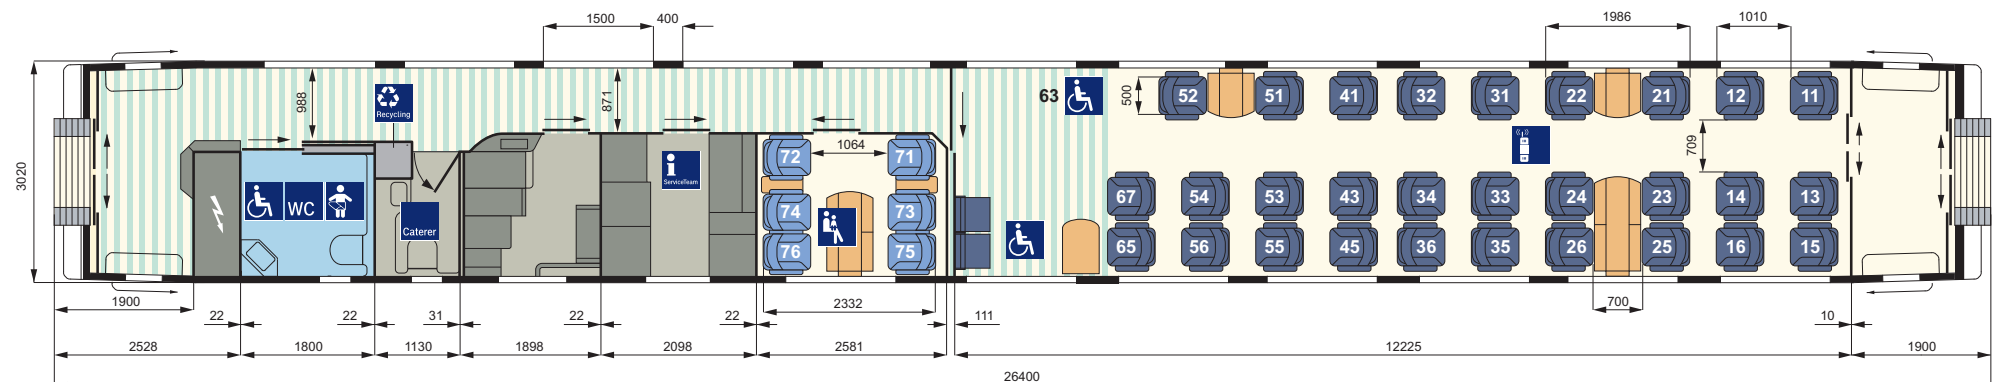 1500 400 1986 1010
988 871 500 709 3020
Recycling
63
52 51 41 32 31 22 21 12 11
72 1064 71
ServiceTeam
WC
Caterer
74 73
76 75
67 54 53 43 34 33 24 23 14 13
65 56 55 45 36 35 26 25 16 15
1900 2332 700
22 22 31 22 22 111 10
2528 1800 1130 1898 2098 2581 12225 1900
26400